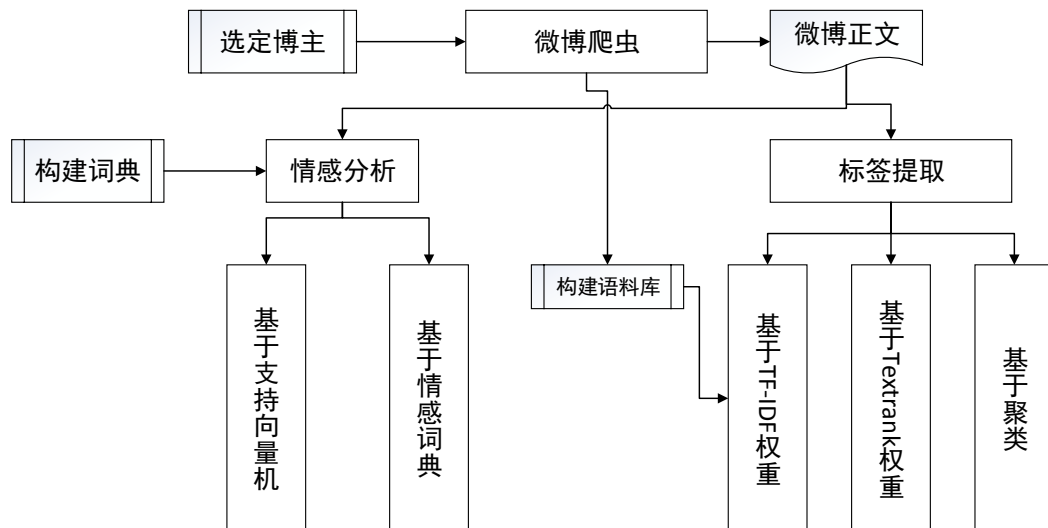 选定博主
微博爬虫
微博正文
构建词典
情感分析
标签提取
构建语料库
基于支持向量机
基于情感词典
基于TF-IDF权重
基于Textrank权重
基于聚类